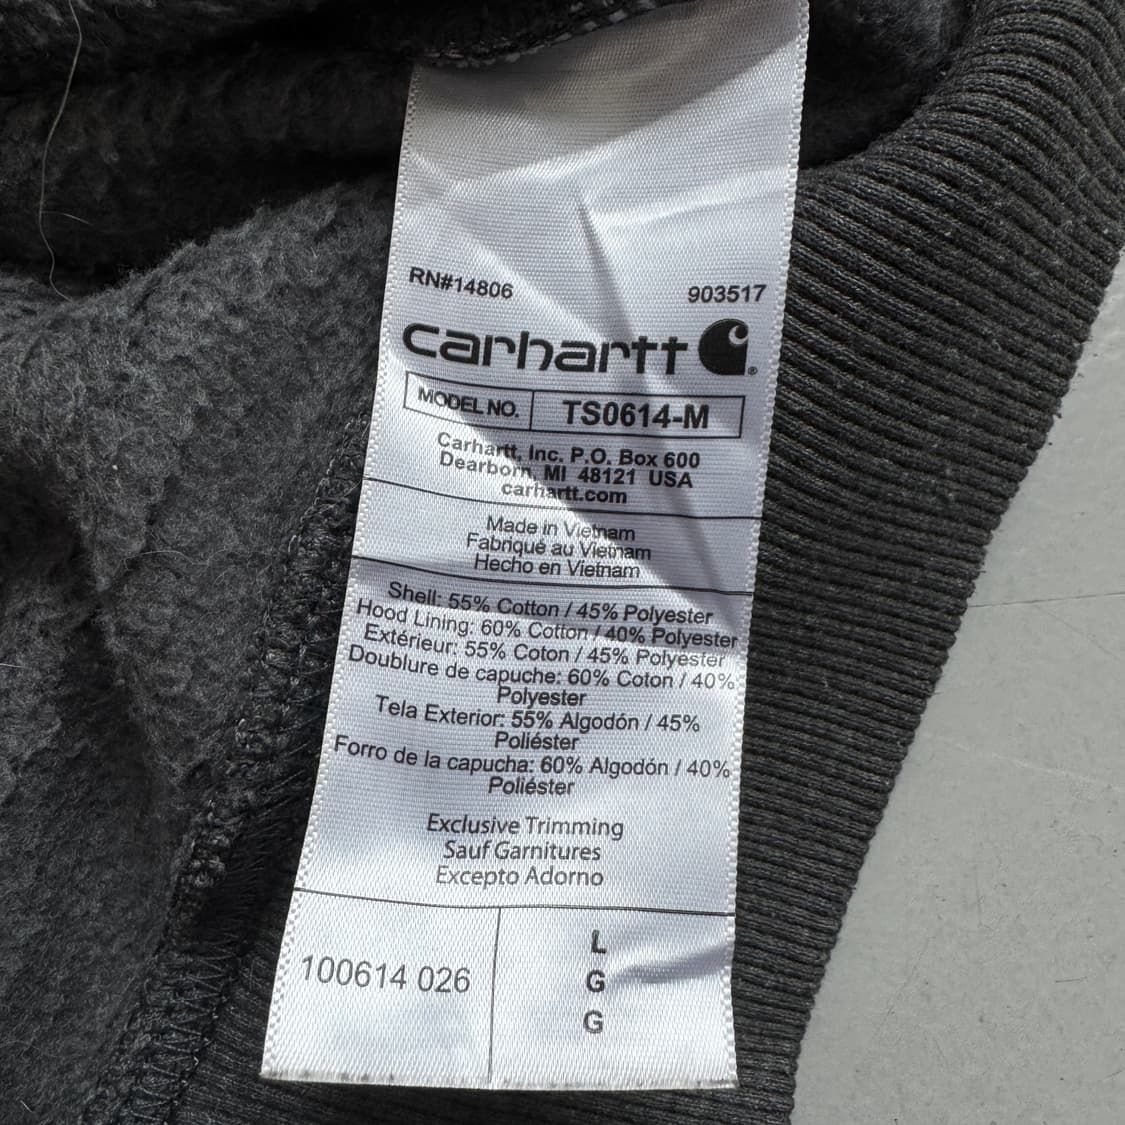 RN#14806 903517
carhartt
MODEL NO. TS0614-M
Carhartt, Inc. P.O. Box 600
Dearborn, MI 48121 USA
carhartt.com
Made in Vietnam
Fabriqué au Vietnam
Hecho en Vietnam
Shell: 55% Cotton / 45% Polyester
Hood Lining: 60% Cotton / 40% Polyester
Extérieur: 55% Coton / 45% Polyester
Doublure de capuche: 60% Coton / 40%
Polyester
Tela Exterior: 55% Algodón / 45%
Poliéster
Forro de la capucha: 60% Algodón / 40%
Poliéster
Exclusive Trimming
Sauf Garnitures
Excepto Adorno
100614 026
L
G
G